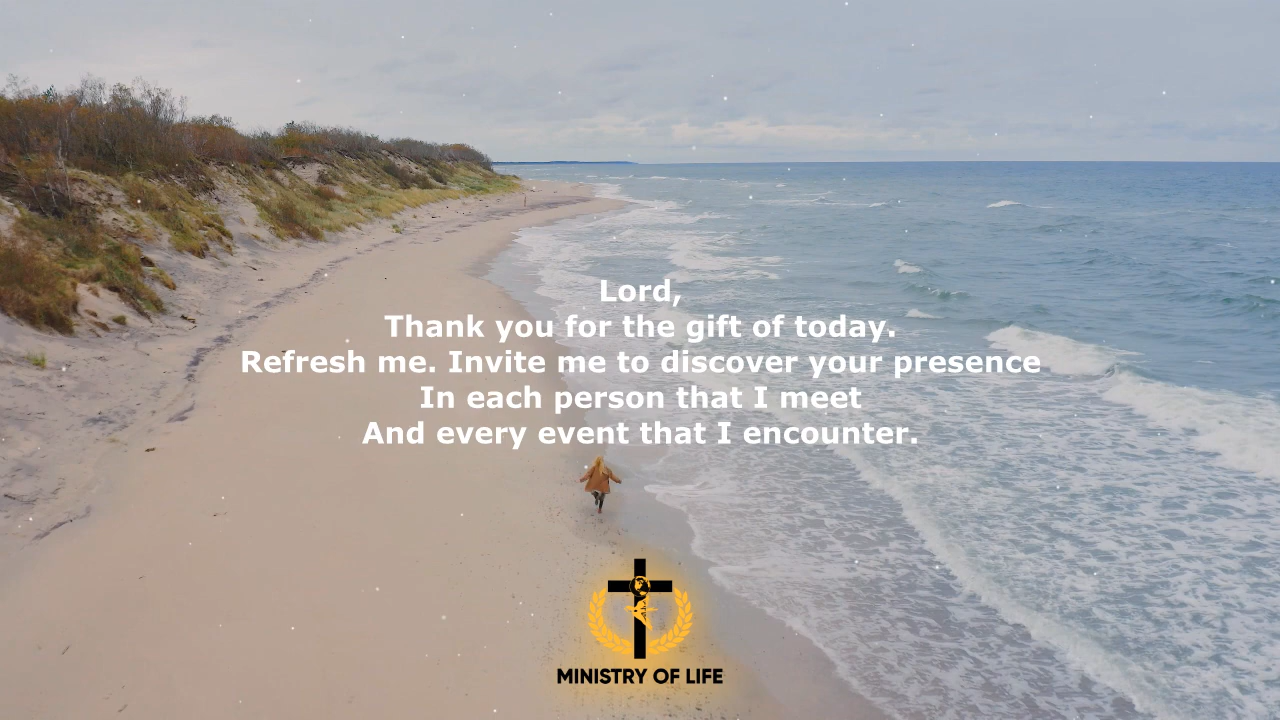 Lord,
Thank you for the gift of today.
Refresh me. Invite me to discover your presence
In each person that I meet
And every event that I encounter.
MINISTRY OF LIFE